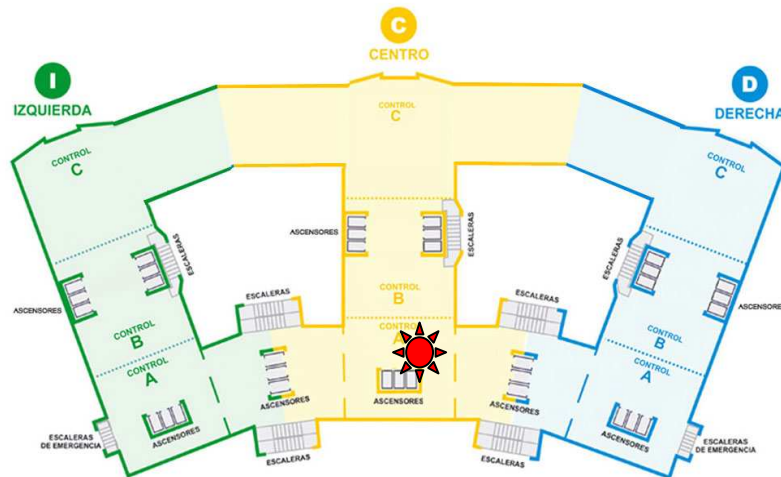 C
CENTRO
I
IZQUIERDA
D
DERECHA
CONTROL
C
CONTROL
C
CONTROL
C
ASCENSORES
ESCALERAS
ESCALERAS
ESCALERAS
ASCENSORES
ASCENSORES
CONTROL
B
CONTROL
B
CONTROL
B
ESCALERAS
ESCALERAS
CONTROL
A
CONTROL
A
CONTROL
A
ASCENSORES
ASCENSORES
ASCENSORES
ASCENSORES
ASCENSORES
ESCALERAS
DE EMERGENCIA
ESCALERAS
DE EMERGENCIA
ESCALERAS
ESCALERAS